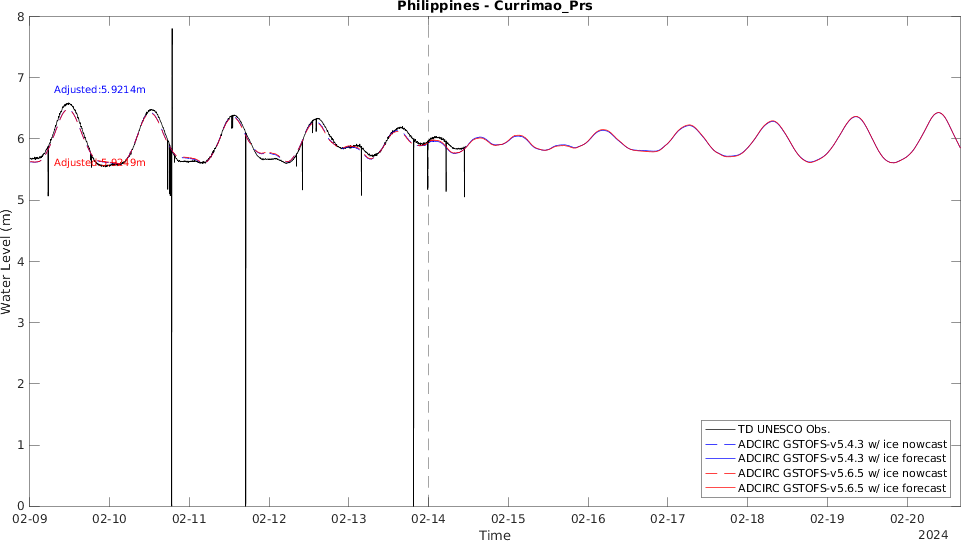 Philippines - Currimao_Prs
8
7
6
5
4
3
2
1
0
Water Level (m)
Adjusted:5.9214m
Adjusted:5.9249m
TD UNESCO Obs.
ADCIRC GSTOFS-v5.4.3 w/ ice nowcast
ADCIRC GSTOFS-v5.4.3 w/ ice forecast
ADCIRC GSTOFS-v5.6.5 w/ ice nowcast
ADCIRC GSTOFS-v5.6.5 w/ ice forecast
02-09 02-10 02-11 02-12 02-13 02-14 02-15 02-16 02-17 02-18 02-19 02-20
Time
2024